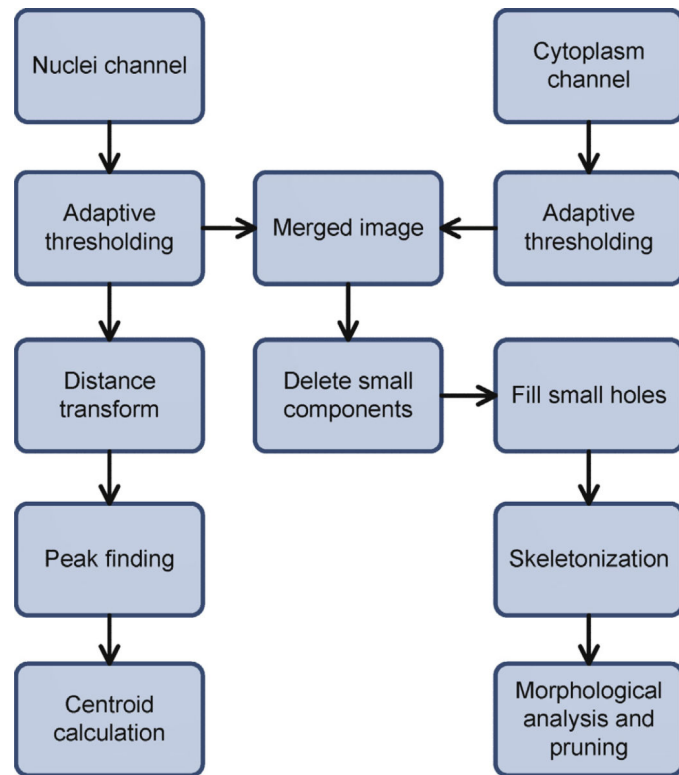 Nuclei channel
Cytoplasm
channel
Adaptive
thresholding
Merged image
Adaptive
thresholding
Distance
transform
Delete small
components
Fill small holes
Peak finding
Skeletonization
Centroid
calculation
Morphological
analysis and
pruning